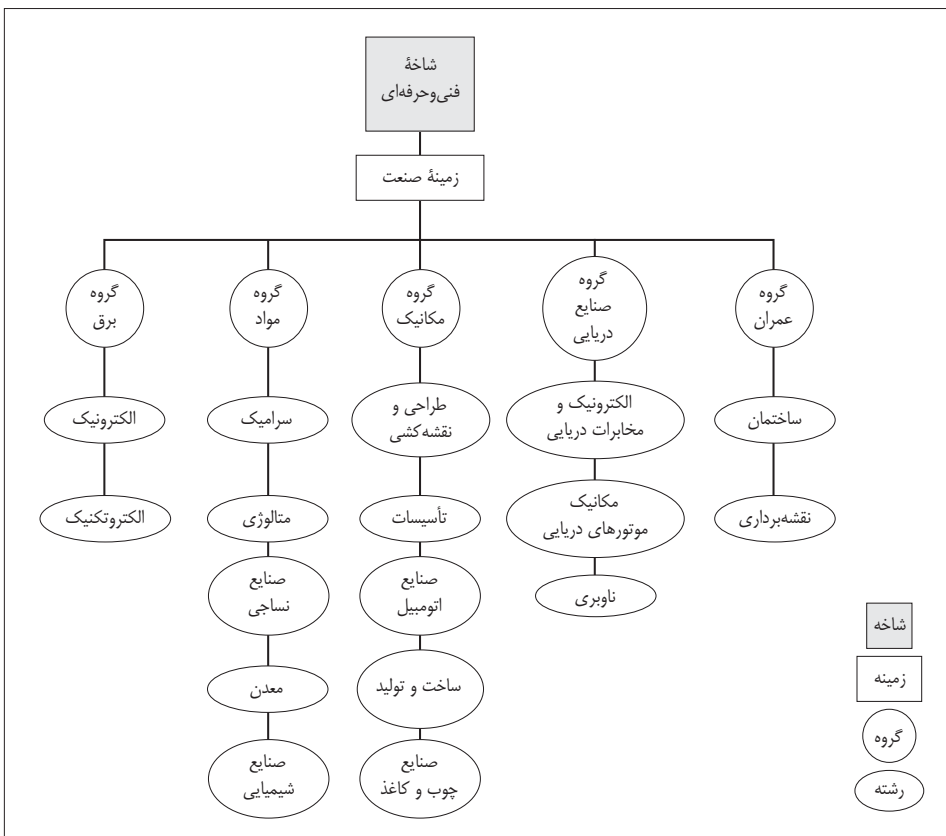 شاخهٔ
فنی‌وحرفه‌ای
زمینهٔ صنعت
گروه
عمران
ساختمان
نقشه‌برداری
گروه
صنایع
دریایی
الکترونیک و
مخابرات دریایی
مکانیک
موتورهای دریایی
ناوبری
گروه
مکانیک
طراحی و
نقشه‌کشی
تأسیسات
صنایع
اتومبیل
ساخت و تولید
صنایع
چوب و کاغذ
گروه
مواد
سرامیک
متالوژی
صنایع
نساجی
معدن
صنایع
شیمیایی
گروه
برق
الکترونیک
الکتروتکنیک
شاخه
زمینه
گروه
رشته